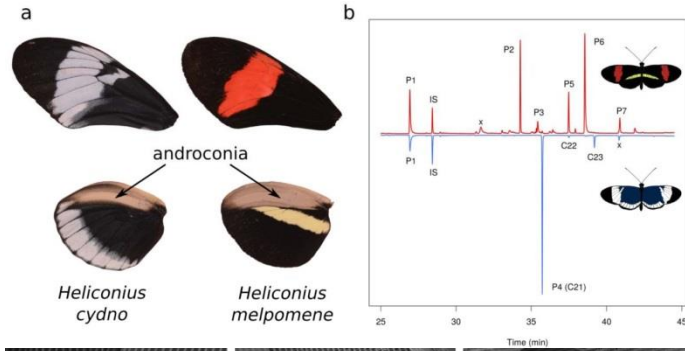 a
androconia
Heliconius
cydno
Heliconius
melpomene
b
P1
IS
x
P2
P3
P5
P6
P7
P1
IS
C22
C23
x
P4 (C21)
25
30
35
40
45
Time (min)